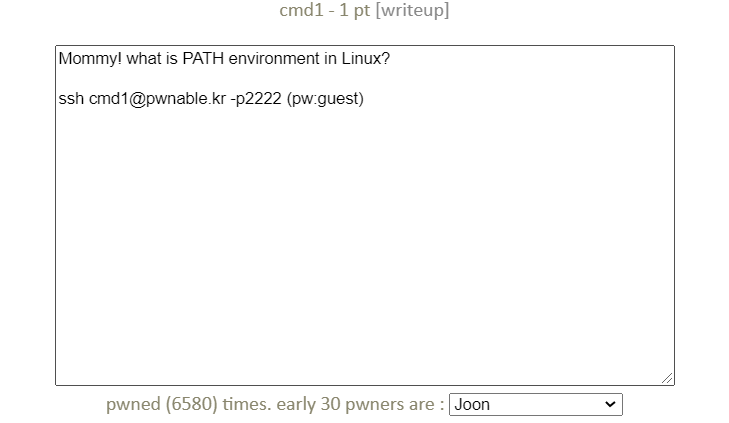 cmd1 - 1 pt [writeup]
Mommy! what is PATH environment in Linux?
ssh cmd1@pwnable.kr -p2222 (pw:guest)
pwned (6580) times. early 30 pwners are : Joon